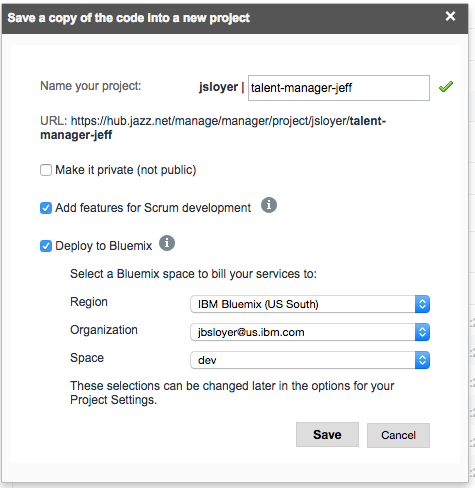 Save a copy of the code into a new project
Name your project: jsloyer | talent-manager-jeff
URL: https://hub.jazz.net/manage/manager/project/jsloyer/talent-
manager-jeff
Make it private (not public)
Add features for Scrum development
Deploy to Bluemix
Select a Bluemix space to bill your services to:
Region IBM Bluemix (US South)
Organization jbsloyer@us.ibm.com
Space dev
These selections can be changed later in the options for your
Project Settings.
Save Cancel